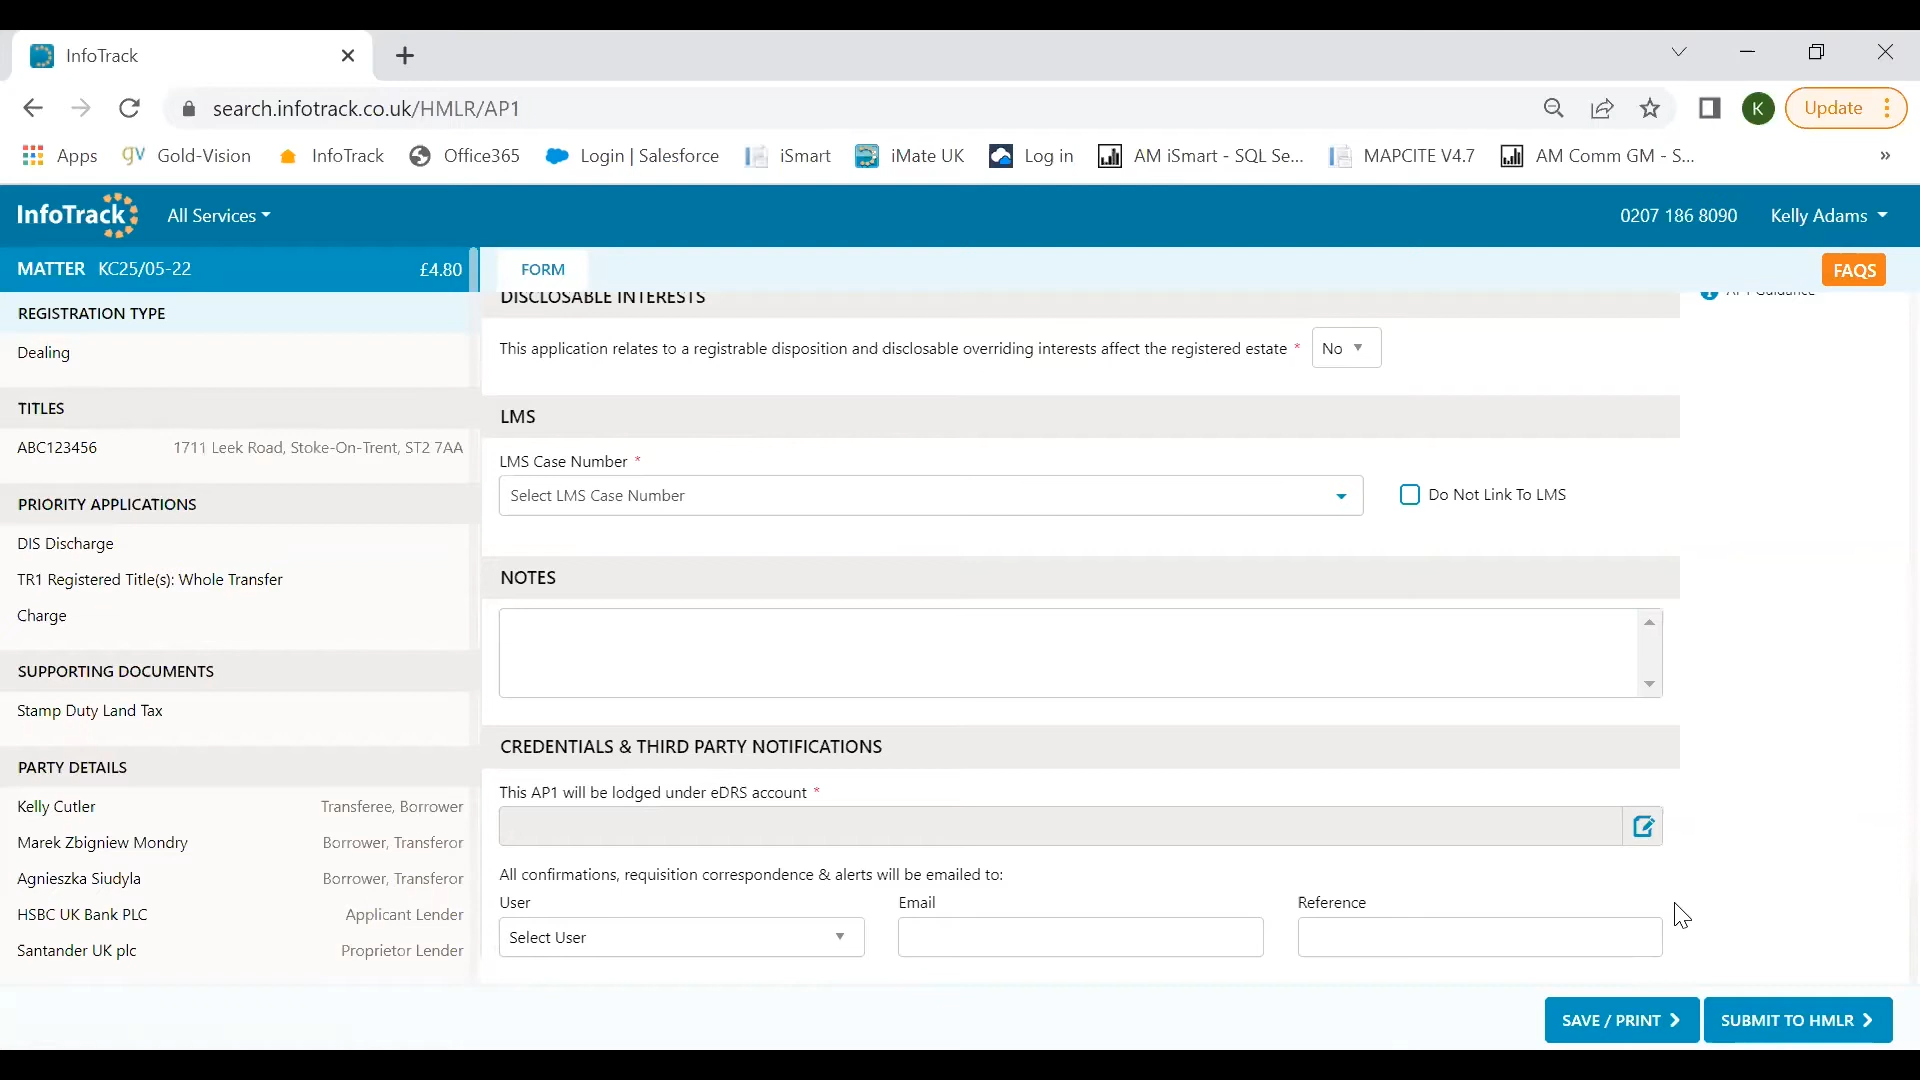 InfoTrack
search.infotrack.co.uk/HMLR/AP1
K
Update
Apps
Gold-Vision
InfoTrack
Office365
Login | Salesforce
iSmart
iMate UK
Log in
AM iSmart - SQL Se...
MAPCITE V4.7
AM Comm GM - S...
»
InfoTrack
All Services
0207 186 8090
Kelly Adams
MATTER KC25/05-22 £4.80
FORM
FAQS
REGISTRATION TYPE
Dealing
TITLES
ABC123456 1711 Leek Road, Stoke-On-Trent, ST2 7AA
PRIORITY APPLICATIONS
DIS Discharge
TR1 Registered Title(s): Whole Transfer
Charge
SUPPORTING DOCUMENTS
Stamp Duty Land Tax
PARTY DETAILS
Kelly Cutler Transferee, Borrower
Marek Zbigniew Mondry Borrower, Transferor
Agnieszka Siudyla Borrower, Transferor
HSBC UK Bank PLC Applicant Lender
Santander UK plc Proprietor Lender
DISCLOSABLE INTERESTS
AP1 Guidance
This application relates to a registrable disposition and disclosable overriding interests affect the registered estate * No
LMS
LMS Case Number *
Select LMS Case Number
Do Not Link To LMS
NOTES
CREDENTIALS & THIRD PARTY NOTIFICATIONS
This AP1 will be lodged under eDRS account *
All confirmations, requisition correspondence & alerts will be emailed to:
User Email Reference
Select User
SAVE / PRINT
SUBMIT TO HMLR